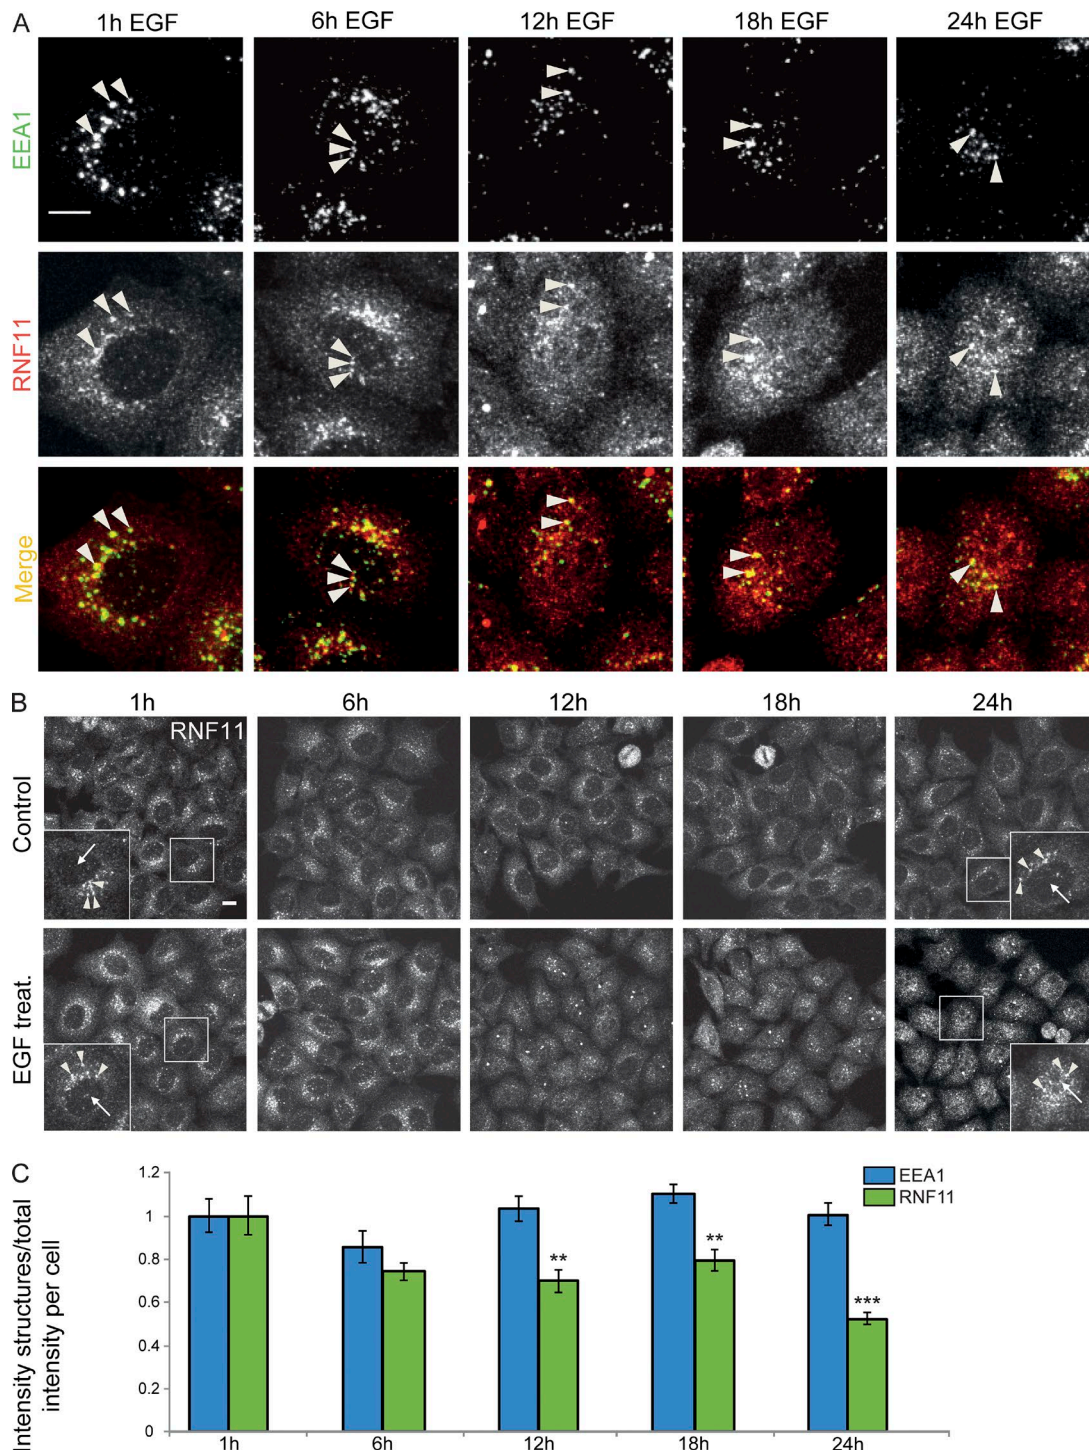 A
1h EGF
6h EGF
12h EGF
18h EGF
24h EGF
EEA1
RNF11
Merge
B
1h
6h
12h
18h
24h
RNF11
Control
EGF treat.
C
Intensity structures/total
intensity per cell
1.2
1
0.8
0.6
0.4
0.2
0
EEA1
RNF11
**
**
***
1h
6h
12h
18h
24h